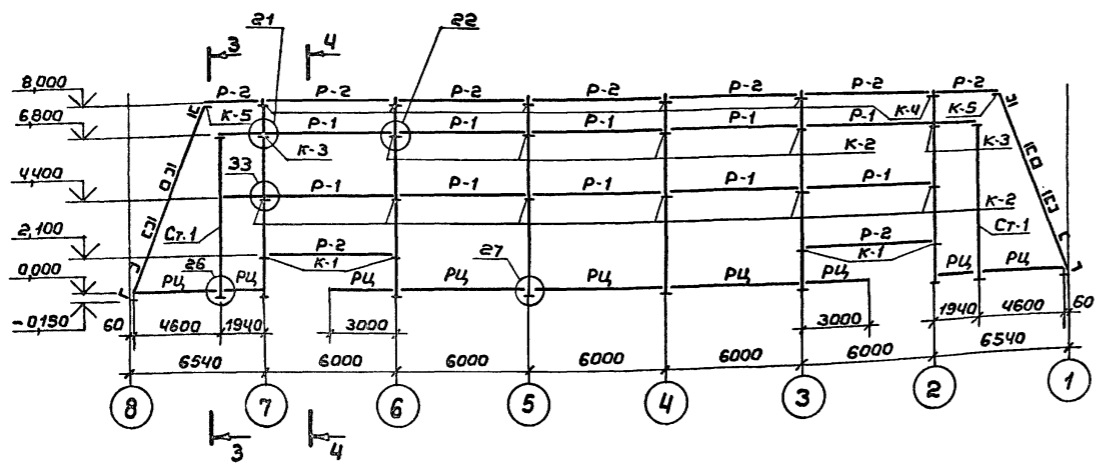 21 22
3 4
8,000 Р-2 Р-2 Р-2 Р-2 Р-2 Р-2 Р-2
6,800 К-5 Р-1 Р-1 Р-1 Р-1 Р-1 К-4 К-5
К-3 К-2 К-3
33
4,400 Р-1 Р-1 Р-1 Р-1 Р-1
К-2
2,100 Ст.1 Р-2 Р-2 Ст-1
К-1 К-1
0,000 26 27
РЦ РЦ РЦ РЦ РЦ РЦ РЦ РЦ РЦ
-0,150
60 4600 1940 3000 3000 1940 4600 60
6540 6000 6000 6000 6000 6000 6540
8 7 6 5 4 3 2 1
3 4